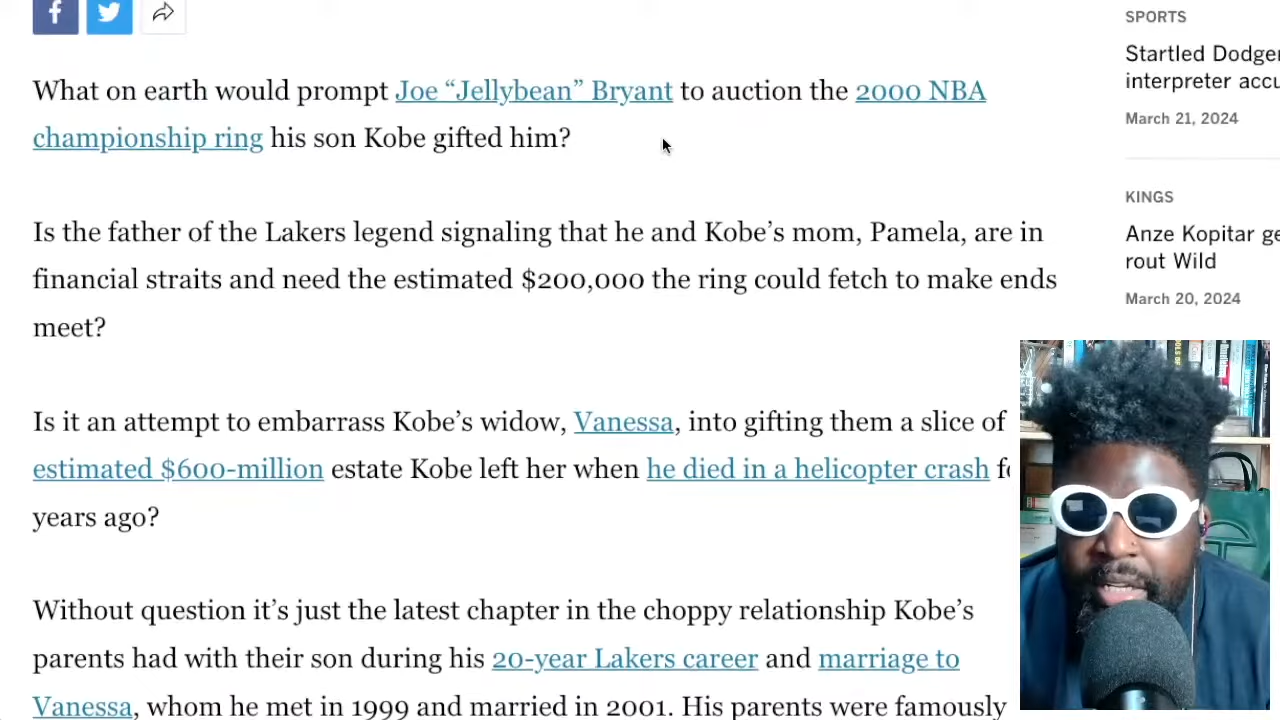 What on earth would prompt Joe “Jellybean” Bryant to auction the 2000 NBA
championship ring his son Kobe gifted him?
Is the father of the Lakers legend signaling that he and Kobe’s mom, Pamela, are in
financial straits and need the estimated $200,000 the ring could fetch to make ends
meet?
Is it an attempt to embarrass Kobe’s widow, Vanessa, into gifting them a slice of
estimated $600-million estate Kobe left her when he died in a helicopter crash
years ago?
Without question it’s just the latest chapter in the choppy relationship Kobe’s
parents had with their son during his 20-year Lakers career and marriage to
Vanessa, whom he met in 1999 and married in 2001. His parents were famously
SPORTS
Startled
interpreter
March 21, 2024
KINGS
Anze Kopitar
rout Wild
March 20, 2024